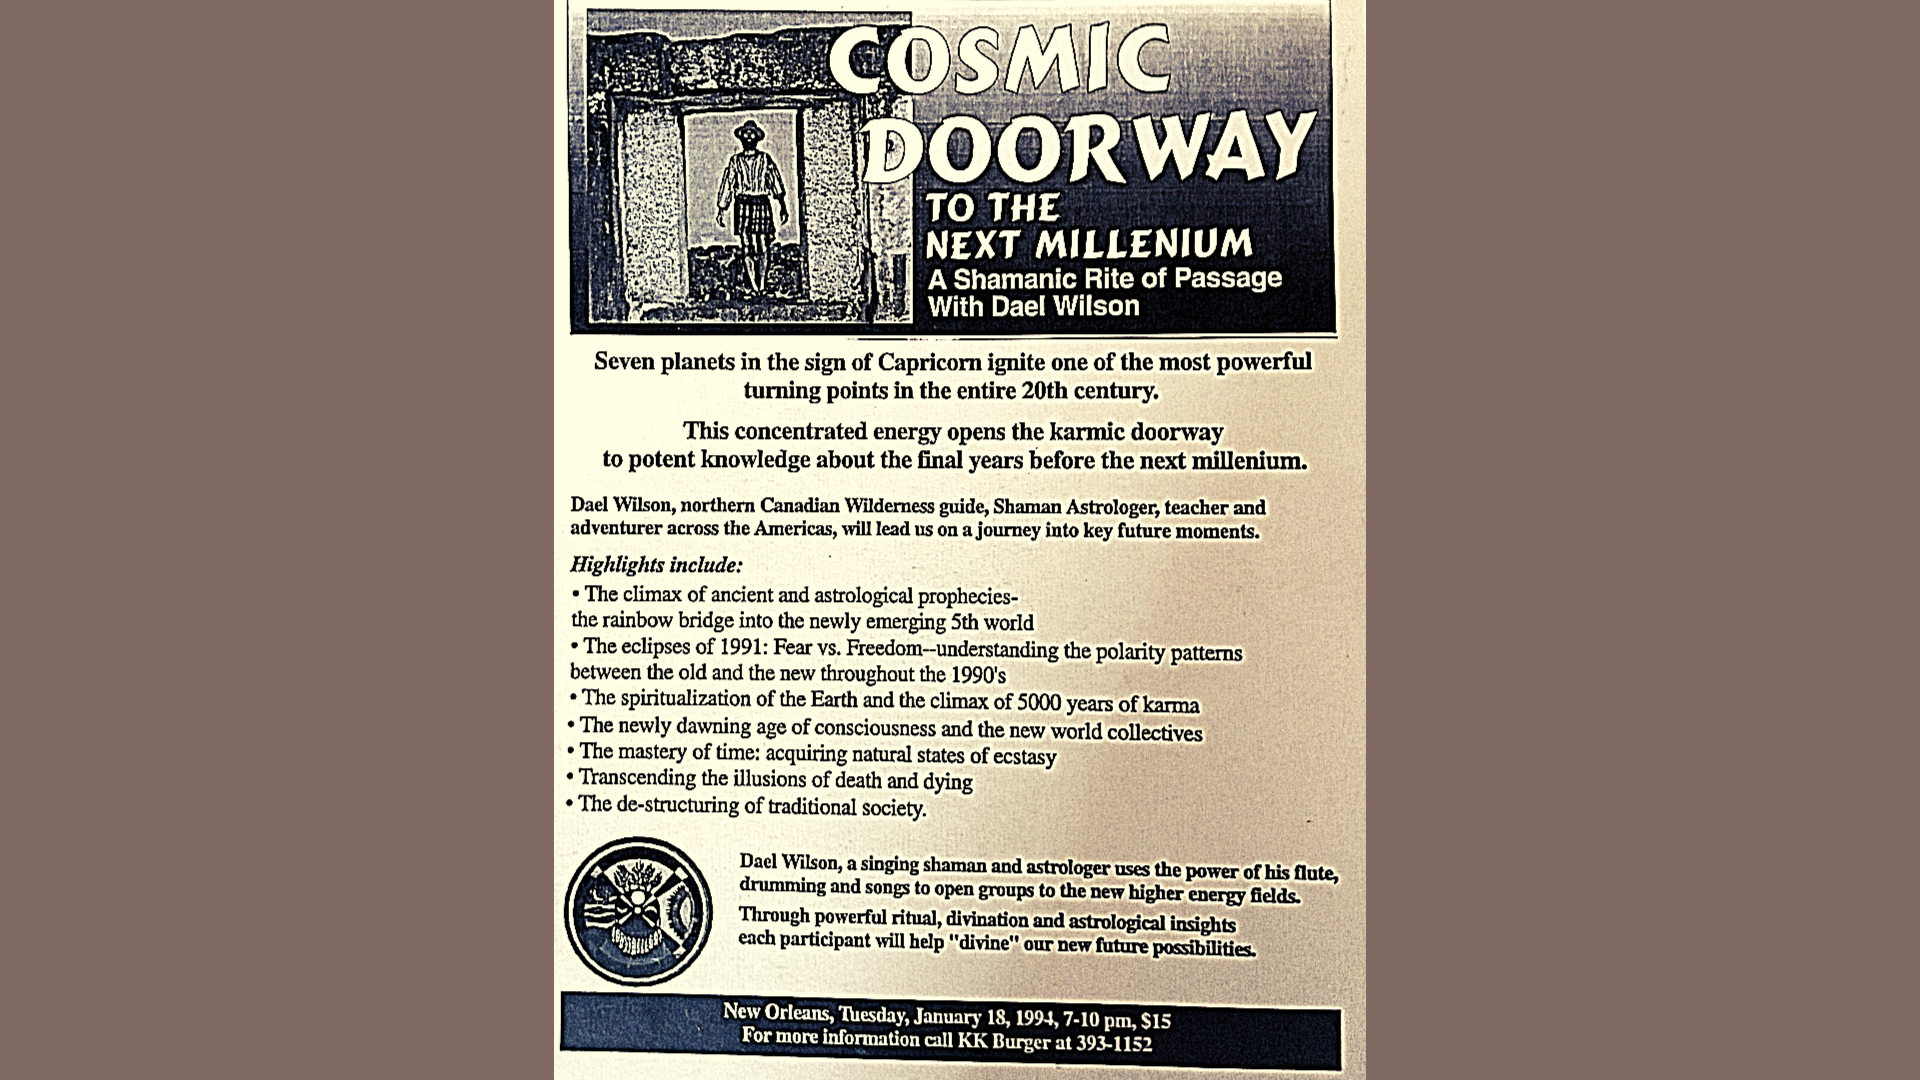 COSMIC
DOORWAY
TO THE
NEXT MILLENIUM
A Shamanic Rite of Passage
With Dael Wilson
Seven planets in the sign of Capricorn ignite one of the most powerful
turning points in the entire 20th century.
This concentrated energy opens the karmic doorway
to potent knowledge about the final years before the next millenium.
Dael Wilson, northern Canadian Wilderness guide, Shaman Astrologer, teacher and
adventurer across the Americas, will lead us on a journey into key future moments.
Highlights include:
• The climax of ancient and astrological prophecies-
the rainbow bridge into the newly emerging 5th world
• The eclipses of 1991: Fear vs. Freedom--understanding the polarity patterns
between the old and the new throughout the 1990's
• The spiritualization of the Earth and the climax of 5000 years of karma
• The newly dawning age of consciousness and the new world collectives
• The mastery of time: acquiring natural states of ecstasy
• Transcending the illusions of death and dying
• The de-structuring of traditional society.
Dael Wilson, a singing shaman and astrologer uses the power of his flute,
drumming and songs to open groups to the new higher energy fields.
Through powerful ritual, divination and astrological insights
each participant will help "divine" our new future possibilities.
New Orleans, Tuesday, January 18, 1994, 7-10 pm, $15
For more information call KK Burger at 393-1152